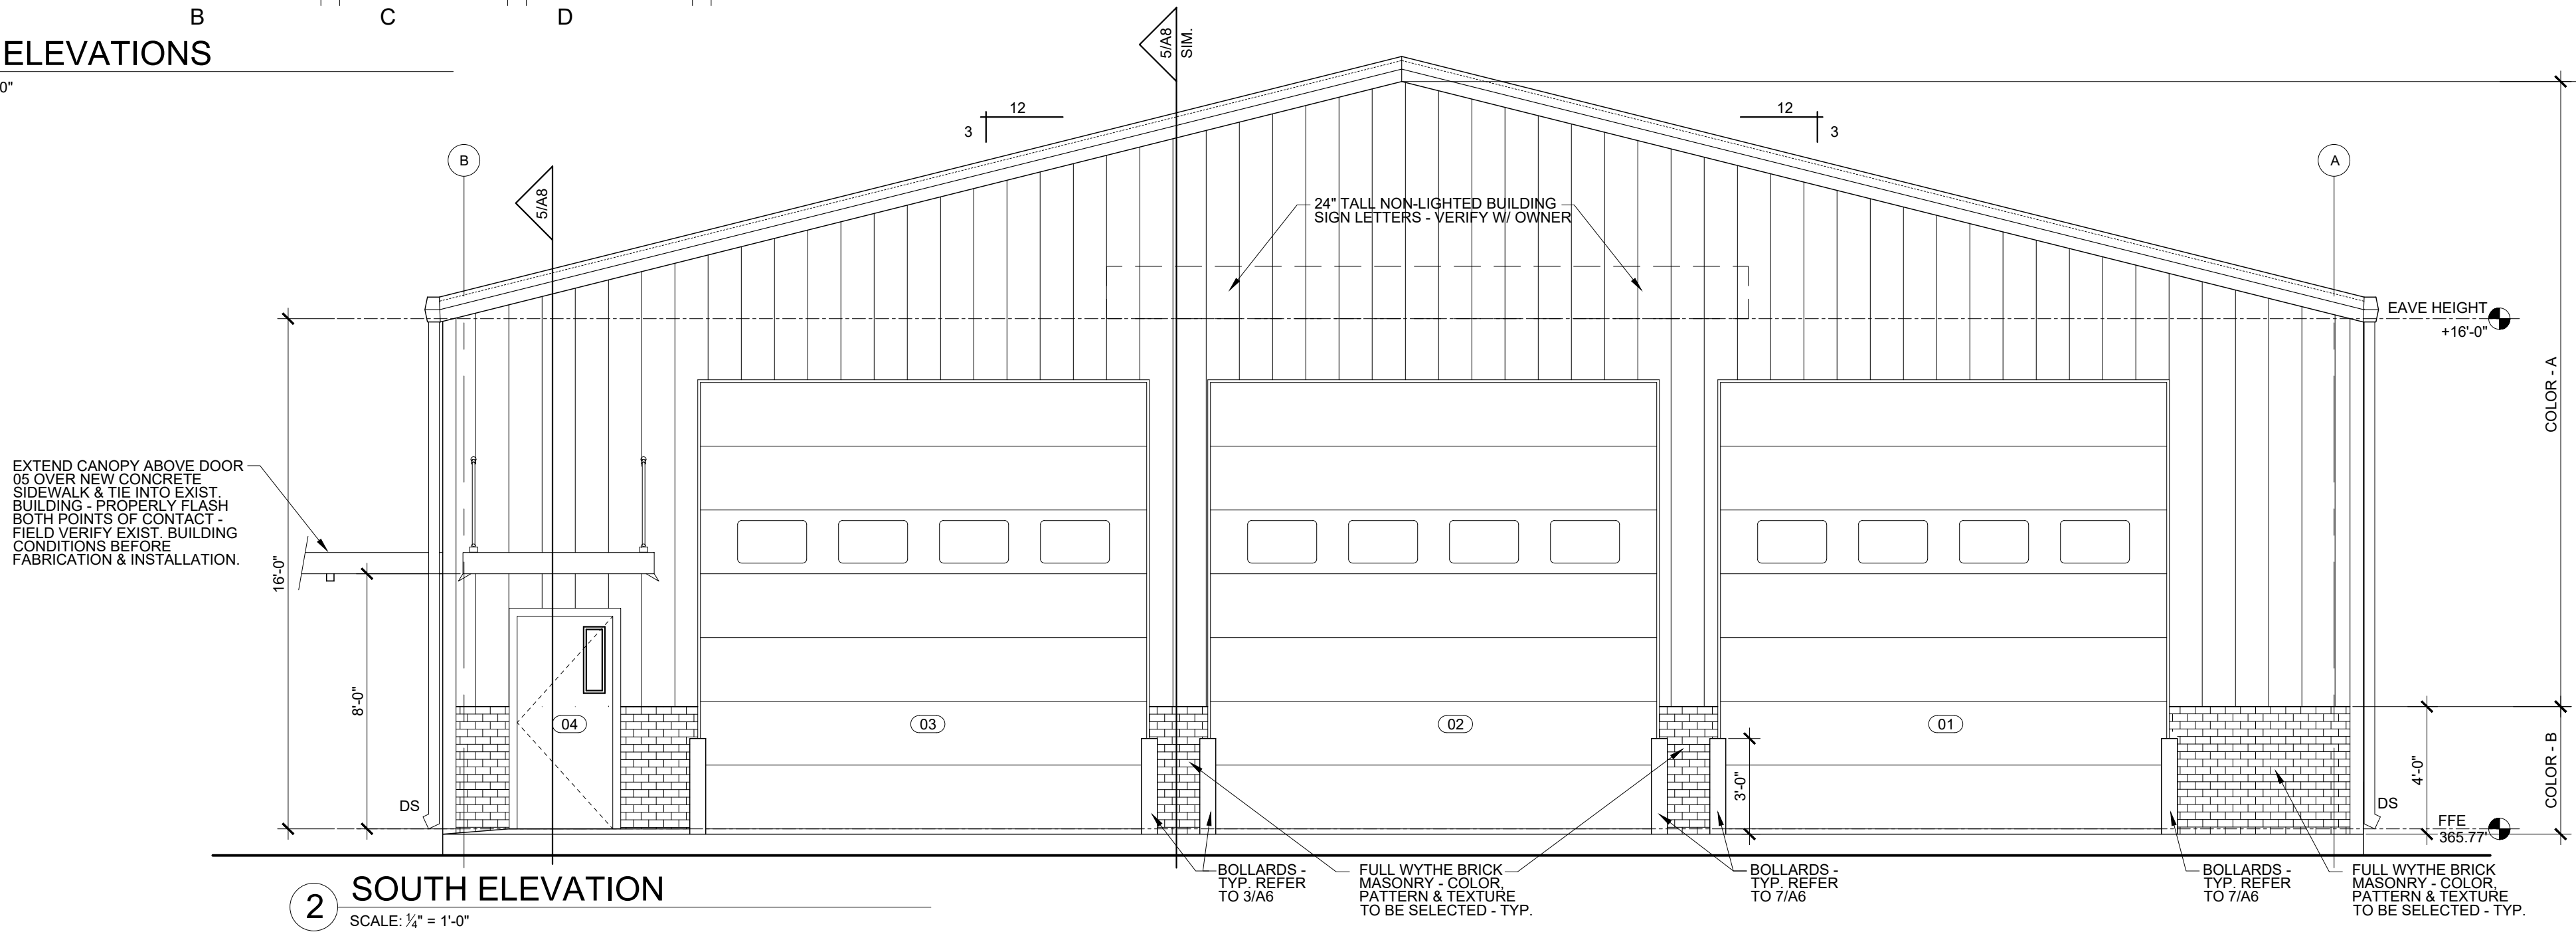 B
C
D
ELEVATIONS
0"
5/A8
SIM.
12
3
12
3
B
A
5/A8
24" TALL NON-LIGHTED BUILDING
SIGN LETTERS - VERIFY W/ OWNER
EAVE HEIGHT
+16'-0"
COLOR - A
EXTEND CANOPY ABOVE DOOR
05 OVER NEW CONCRETE
SIDEWALK & TIE INTO EXIST.
BUILDING - PROPERLY FLASH
BOTH POINTS OF CONTACT -
FIELD VERIFY EXIST. BUILDING
CONDITIONS BEFORE
FABRICATION & INSTALLATION.
16'-0"
8'-0"
04
03
02
01
3'-0"
4'-0"
COLOR - B
DS
DS
FFE
365.77'
BOLLARDS -
TYP. REFER
TO 3/A6
FULL WYTHE BRICK
MASONRY - COLOR,
PATTERN & TEXTURE
TO BE SELECTED - TYP.
BOLLARDS -
TYP. REFER
TO 7/A6
BOLLARDS -
TYP. REFER
TO 7/A6
FULL WYTHE BRICK
MASONRY - COLOR,
PATTERN & TEXTURE
TO BE SELECTED - TYP.
2
SOUTH ELEVATION
SCALE: 1/4" = 1'-0"